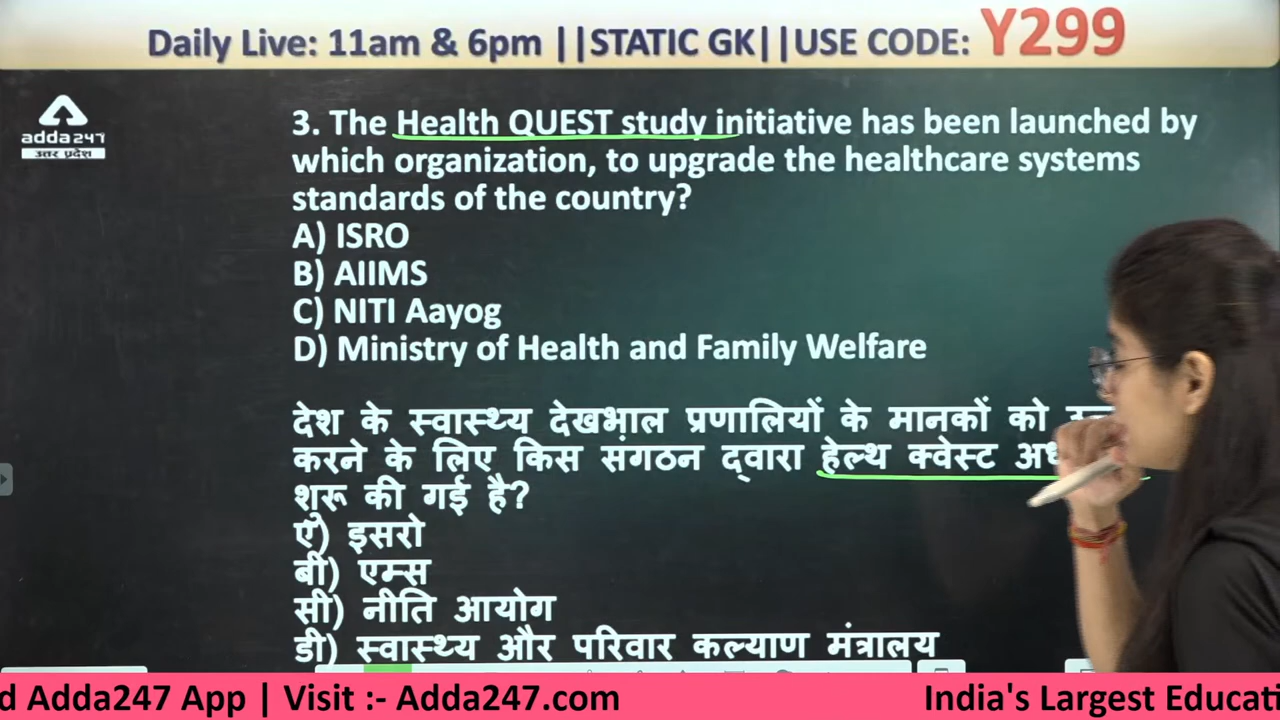 Daily Live: 11am & 6pm ||STATIC GK||USE CODE: Y299
adda247
उत्तर प्रदेश
3. The Health QUEST study initiative has been launched by
which organization, to upgrade the healthcare systems
standards of the country?
A) ISRO
B) AIIMS
C) NITI Aayog
D) Ministry of Health and Family Welfare
देश के स्वास्थ्य देखभाल प्रणालियों के मानकों को
करने के लिए किस संगठन द्वारा हेल्थ क्वेस्ट
शुरू की गई है?
ए) इसरो
बी) एम्स
सी) नीति आयोग
डी) स्वास्थ्य और परिवार कल्याण मंत्रालय
d Adda247 App | Visit :- Adda247.com India's Largest Educati